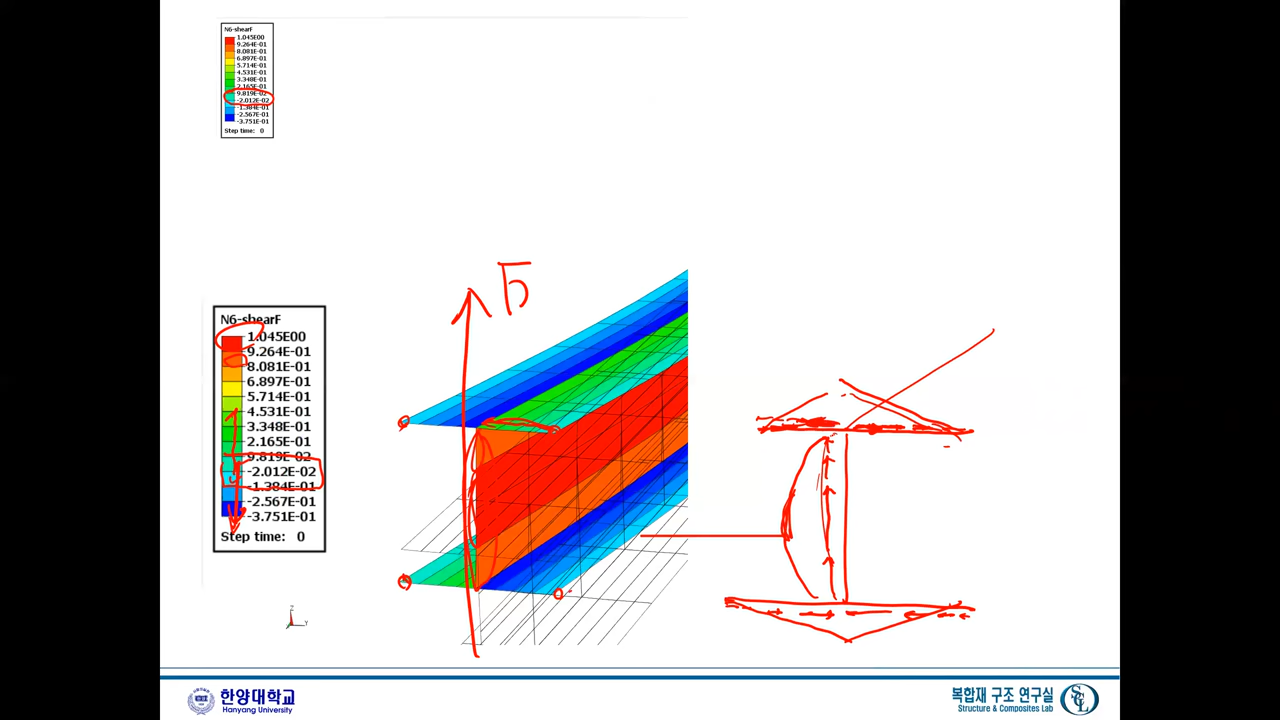 N6-shearF
1.045E00
9.264E-01
8.081E-01
6.897E-01
5.714E-01
4.531E-01
3.348E-01
2.165E-01
9.819E-02
-2.012E-02
-1.384E-01
-2.567E-01
-3.751E-01
Step time: 0
N6-shearF
1.045E00
9.264E-01
8.081E-01
6.897E-01
5.714E-01
4.531E-01
3.348E-01
2.165E-01
9.819E-02
-2.012E-02
-1.384E-01
-2.567E-01
-3.751E-01
Step time: 0
Z
Y
한양대학교
Hanyang University
복합재 구조 연구실
Structure & Composites Lab